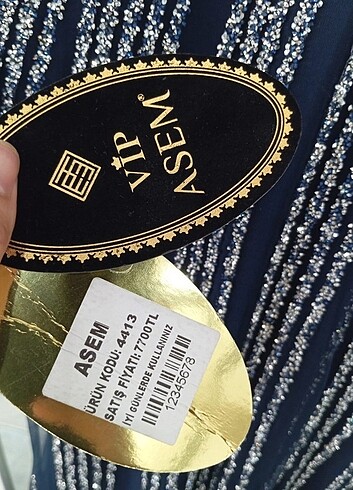 VIP
ASEM®
ASEM
ÜRÜN KODU: 4413
SATIŞ FİYATI: 7700TL
İYİ GÜNLERDE KULLANINIZ
12345678